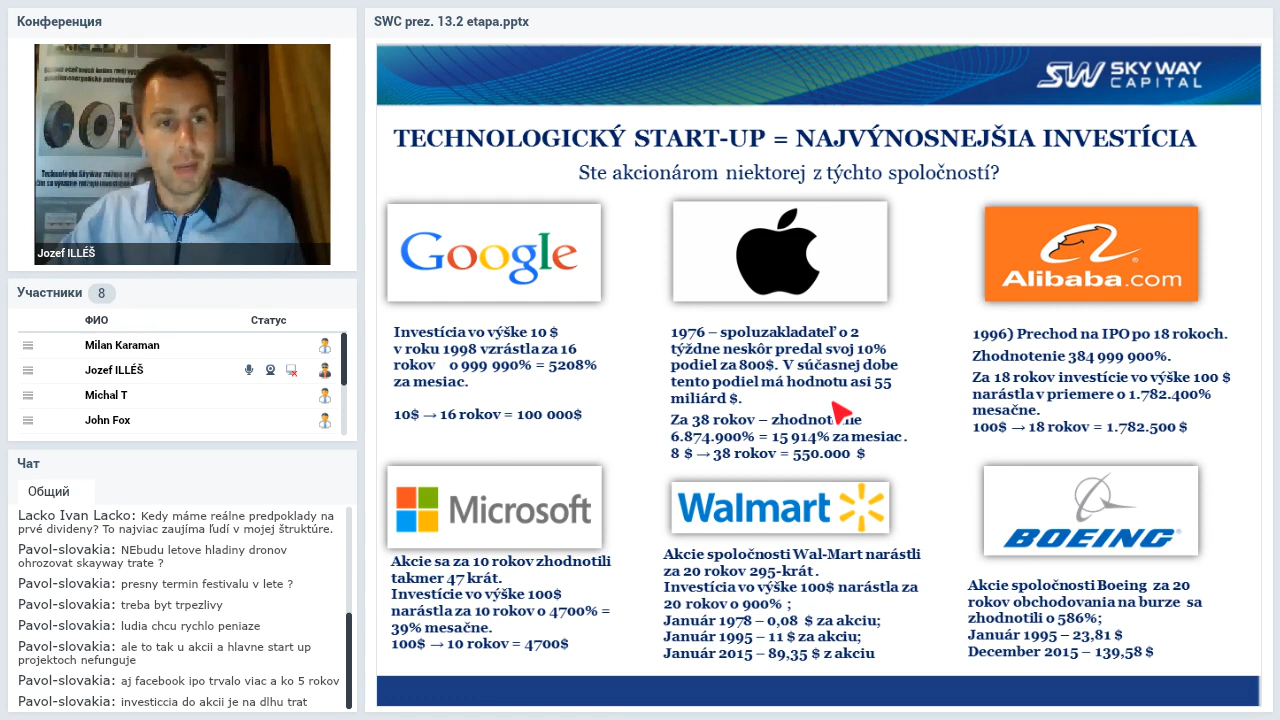 Конференция
Jozef ILLÉŠ
Участники 8
ФИО Статус
Milan Karaman
Jozef ILLÉŠ
Michal T
John Fox
Чат
Общий
Lacko Ivan Lacko: Kedy máme reálne predpoklady na
prvé divideny? To najviac zaujíma ľudí v mojej štruktúre.
Pavol-slovakia: NEbudu letove hladiny dronov
ohrozovat skayway trate ?
Pavol-slovakia: presny termin festivalu v lete ?
Pavol-slovakia: treba byt trpezlivy
Pavol-slovakia: ludia chcu rychlo peniaze
Pavol-slovakia: ale to tak u akcii a hlavne start up
projektoch nefunguje
Pavol-slovakia: aj facebook ipo trvalo viac a ko 5 rokov
Pavol-slovakia: investiccia do akcii je na dlhu trat
SWC prez. 13.2 etapa.pptx
SW SKY WAY
CAPITAL
TECHNOLOGICKÝ START-UP = NAJVÝNOSNEJŠIA INVESTÍCIA
Ste akcionárom niektorej z týchto spoločností?
Google
Investícia vo výške 10 $
v roku 1998 vzrástla za 16
rokov o 999 990% = 5208%
za mesiac.
10$ → 16 rokov = 100 000$
1976 – spoluzakladateľ o 2
týždne neskôr predal svoj 10%
podiel za 800$. V súčasnej dobe
tento podiel má hodnotu asi 55
miliárd $.
Za 38 rokov – zhodnotenie
6.874.900% = 15 914% za mesiac.
8 $ → 38 rokov = 550.000 $
Alibaba.com
1996) Prechod na IPO po 18 rokoch.
Zhodnotenie 384 999 900%.
Za 18 rokov investície vo výške 100 $
narástla v priemere o 1.782.400%
mesačne.
100$ → 18 rokov = 1.782.500 $
Microsoft
Akcie sa za 10 rokov zhodnotili
takmer 47 krát.
Investície vo výške 100$
narástla za 10 rokov o 4700% =
39% mesačne.
100$ → 10 rokov = 4700$
Walmart
Akcie spoločnosti Wal-Mart narástli
za 20 rokov 295-krát.
Investícia vo výške 100$ narástla za
20 rokov o 900% ;
Január 1978 – 0,08 $ za akciu;
Január 1995 – 11 $ za akciu;
Január 2015 – 89,35 $ z akciu
BOEING
Akcie spoločnosti Boeing za 20
rokov obchodovania na burze sa
zhodnotili o 586%;
Január 1995 – 23,81 $
December 2015 – 139,58 $